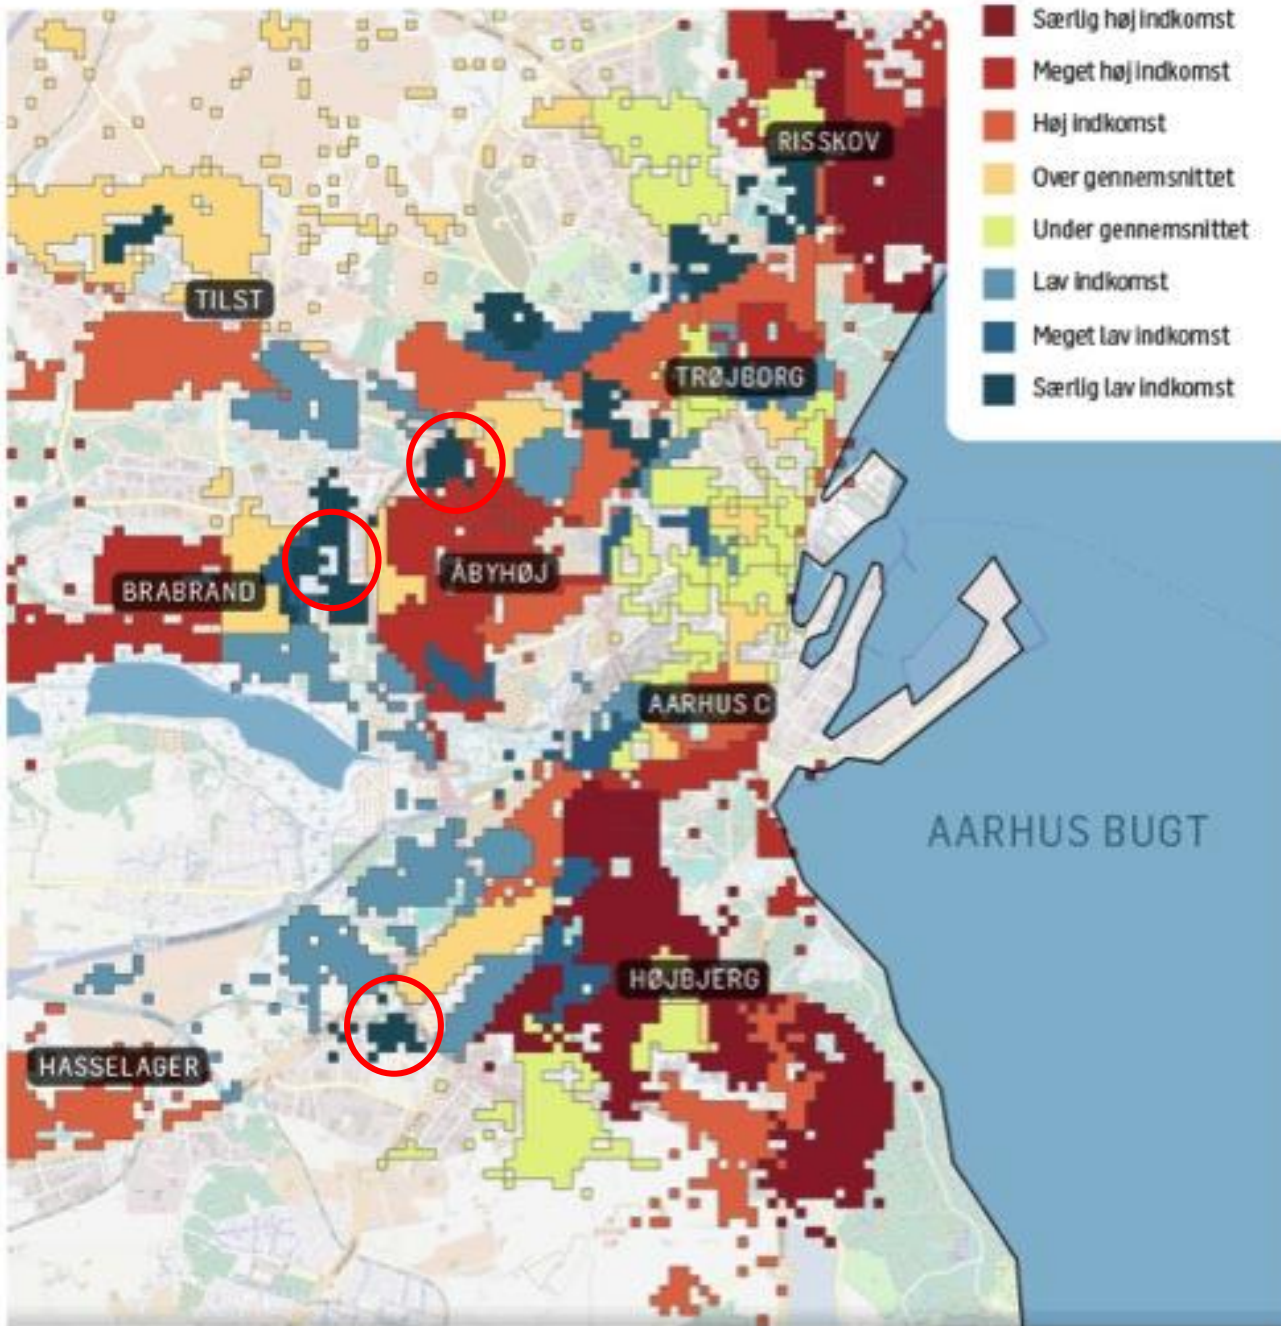 Særlig høj indkomst
Meget høj indkomst
Høj indkomst
Over gennemsnittet
Under gennemsnittet
Lav indkomst
Meget lav indkomst
Særlig lav indkomst
RISSKOV
TILST
TRØJBORG
ÅBYHØJ
BRABRAND
AARHUS C
AARHUS BUGT
HØJBJERG
HASSELAGER